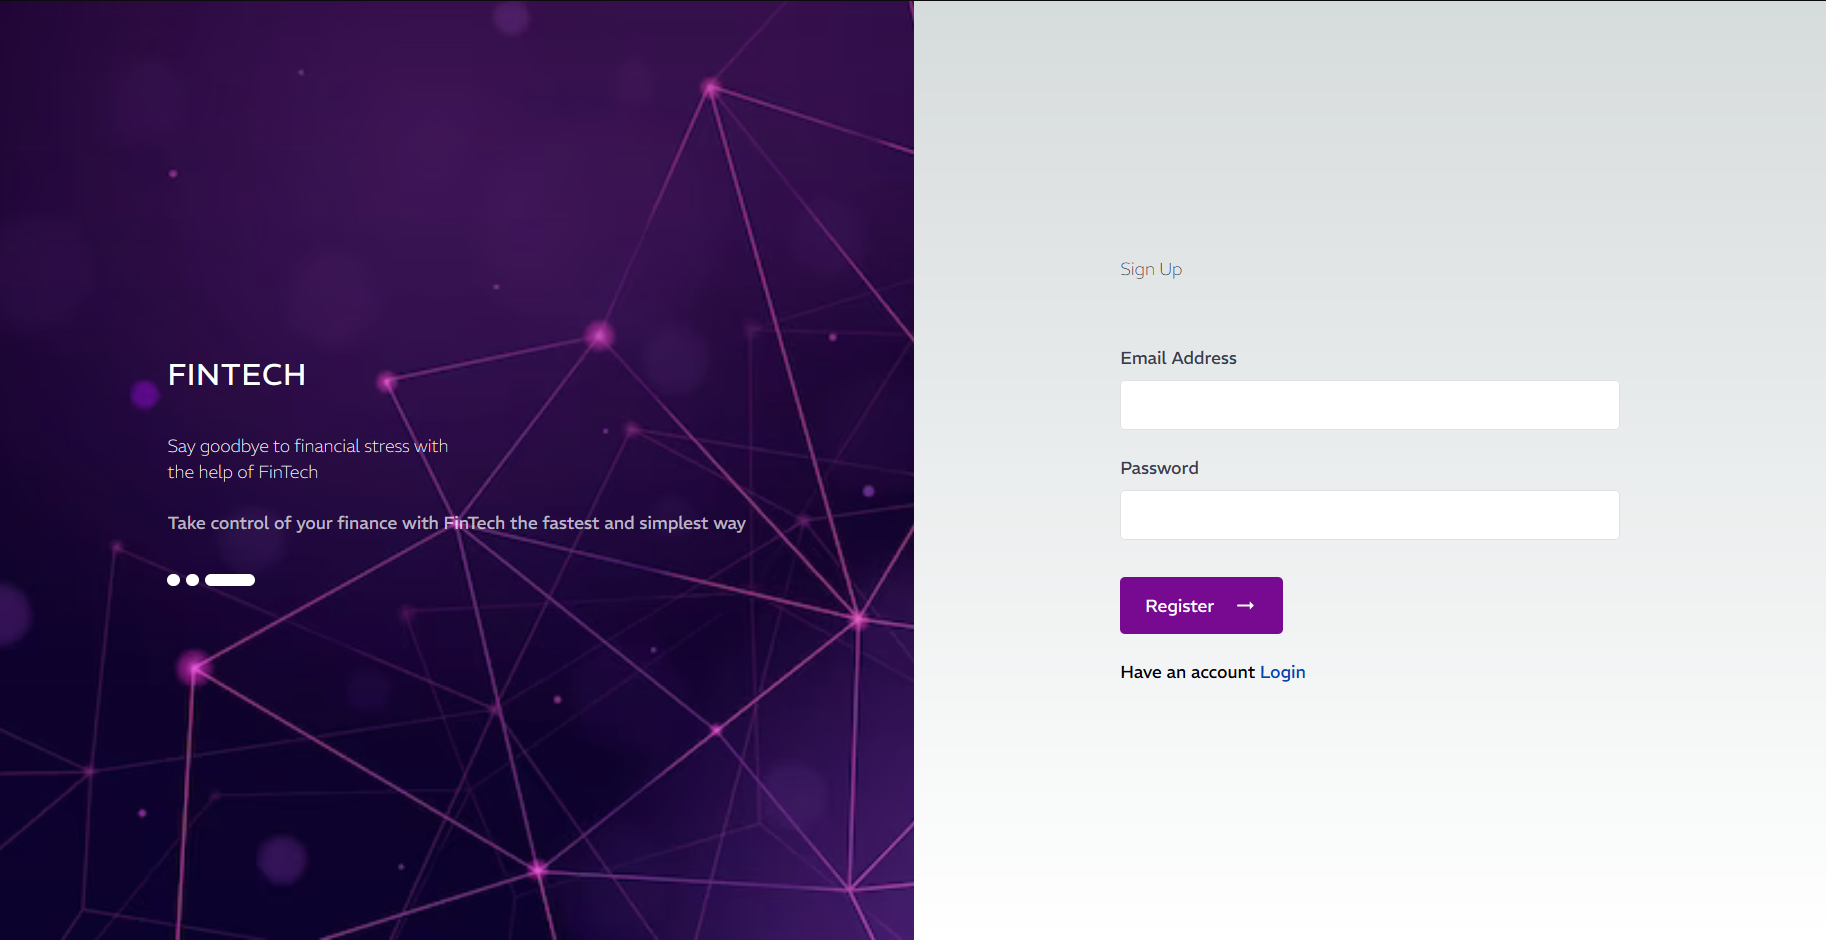 FINTECH
Say goodbye to financial stress with
the help of FinTech
Take control of your finance with FinTech the fastest and simplest way
Sign Up
Email Address
Password
Register
Have an account Login